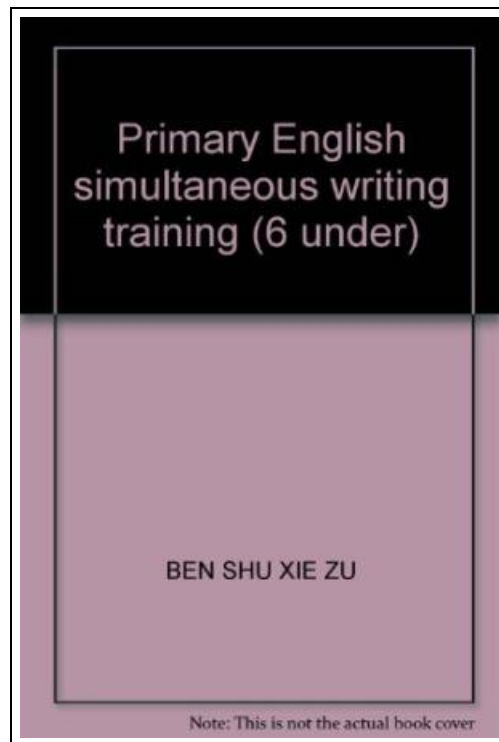 Primary English
simultaneous writing
training (6 under)
BEN SHU XIE ZU
Note: This is not the actual book cover